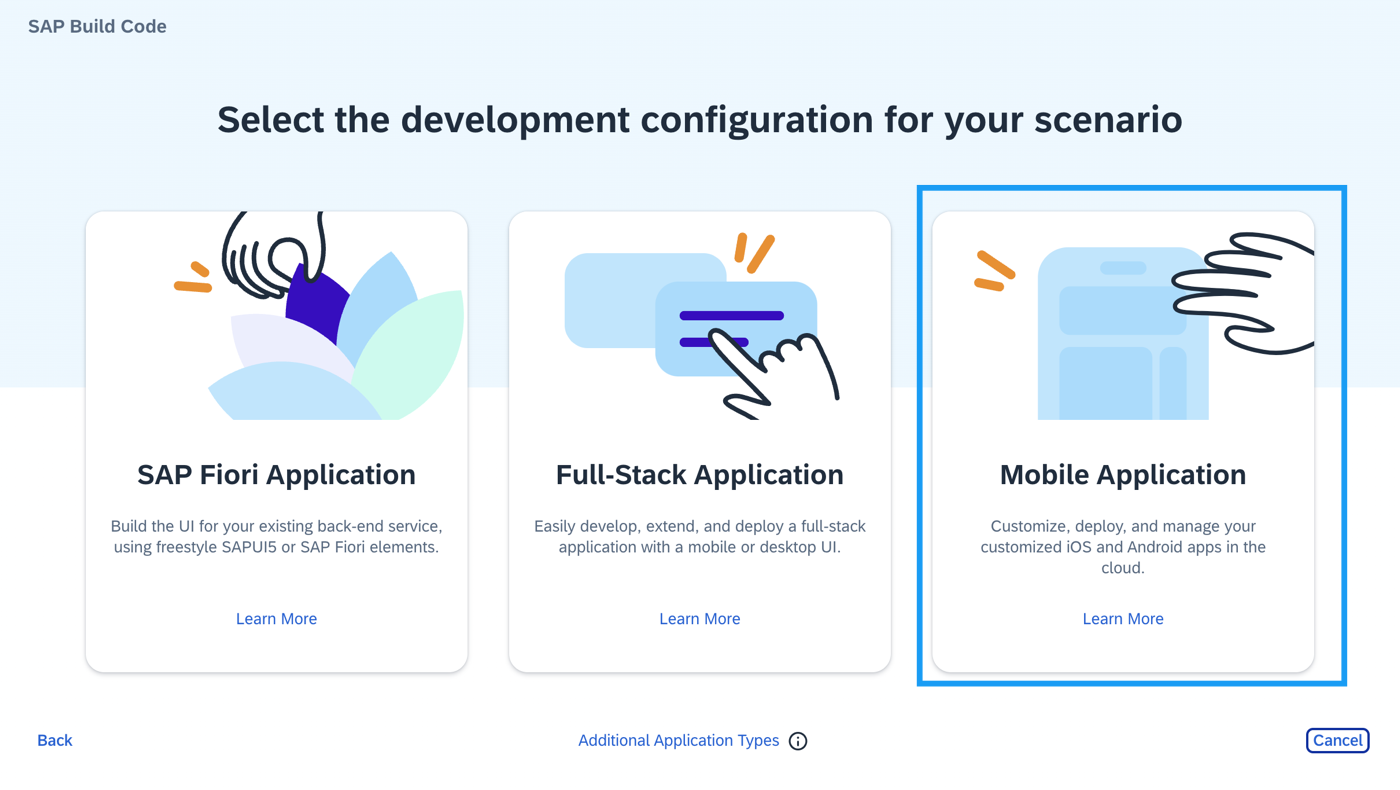 SAP Build Code
Select the development configuration for your scenario
SAP Fiori Application
Build the UI for your existing back-end service,
using freestyle SAPUI5 or SAP Fiori elements.
Learn More
Full-Stack Application
Easily develop, extend, and deploy a full-stack
application with a mobile or desktop UI.
Learn More
Mobile Application
Customize, deploy, and manage your
customized iOS and Android apps in the
cloud.
Learn More
Back
Additional Application Types
Cancel